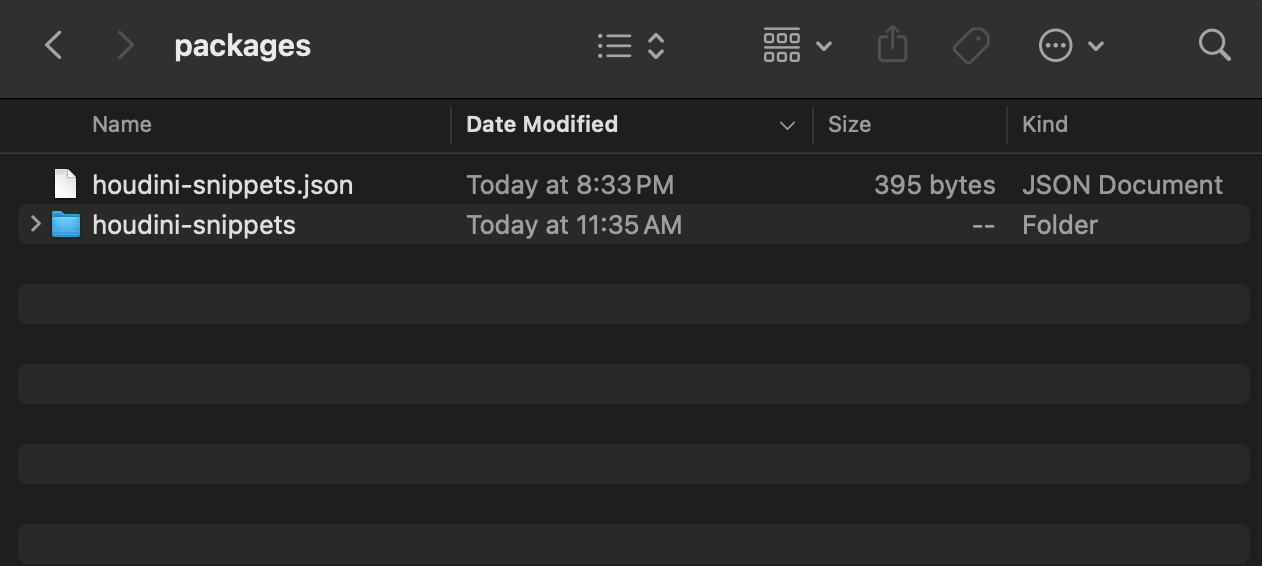 packages
Name Date Modified Size Kind
houdini-snippets.json Today at 8:33 PM 395 bytes JSON Document
houdini-snippets Today at 11:35 AM -- Folder